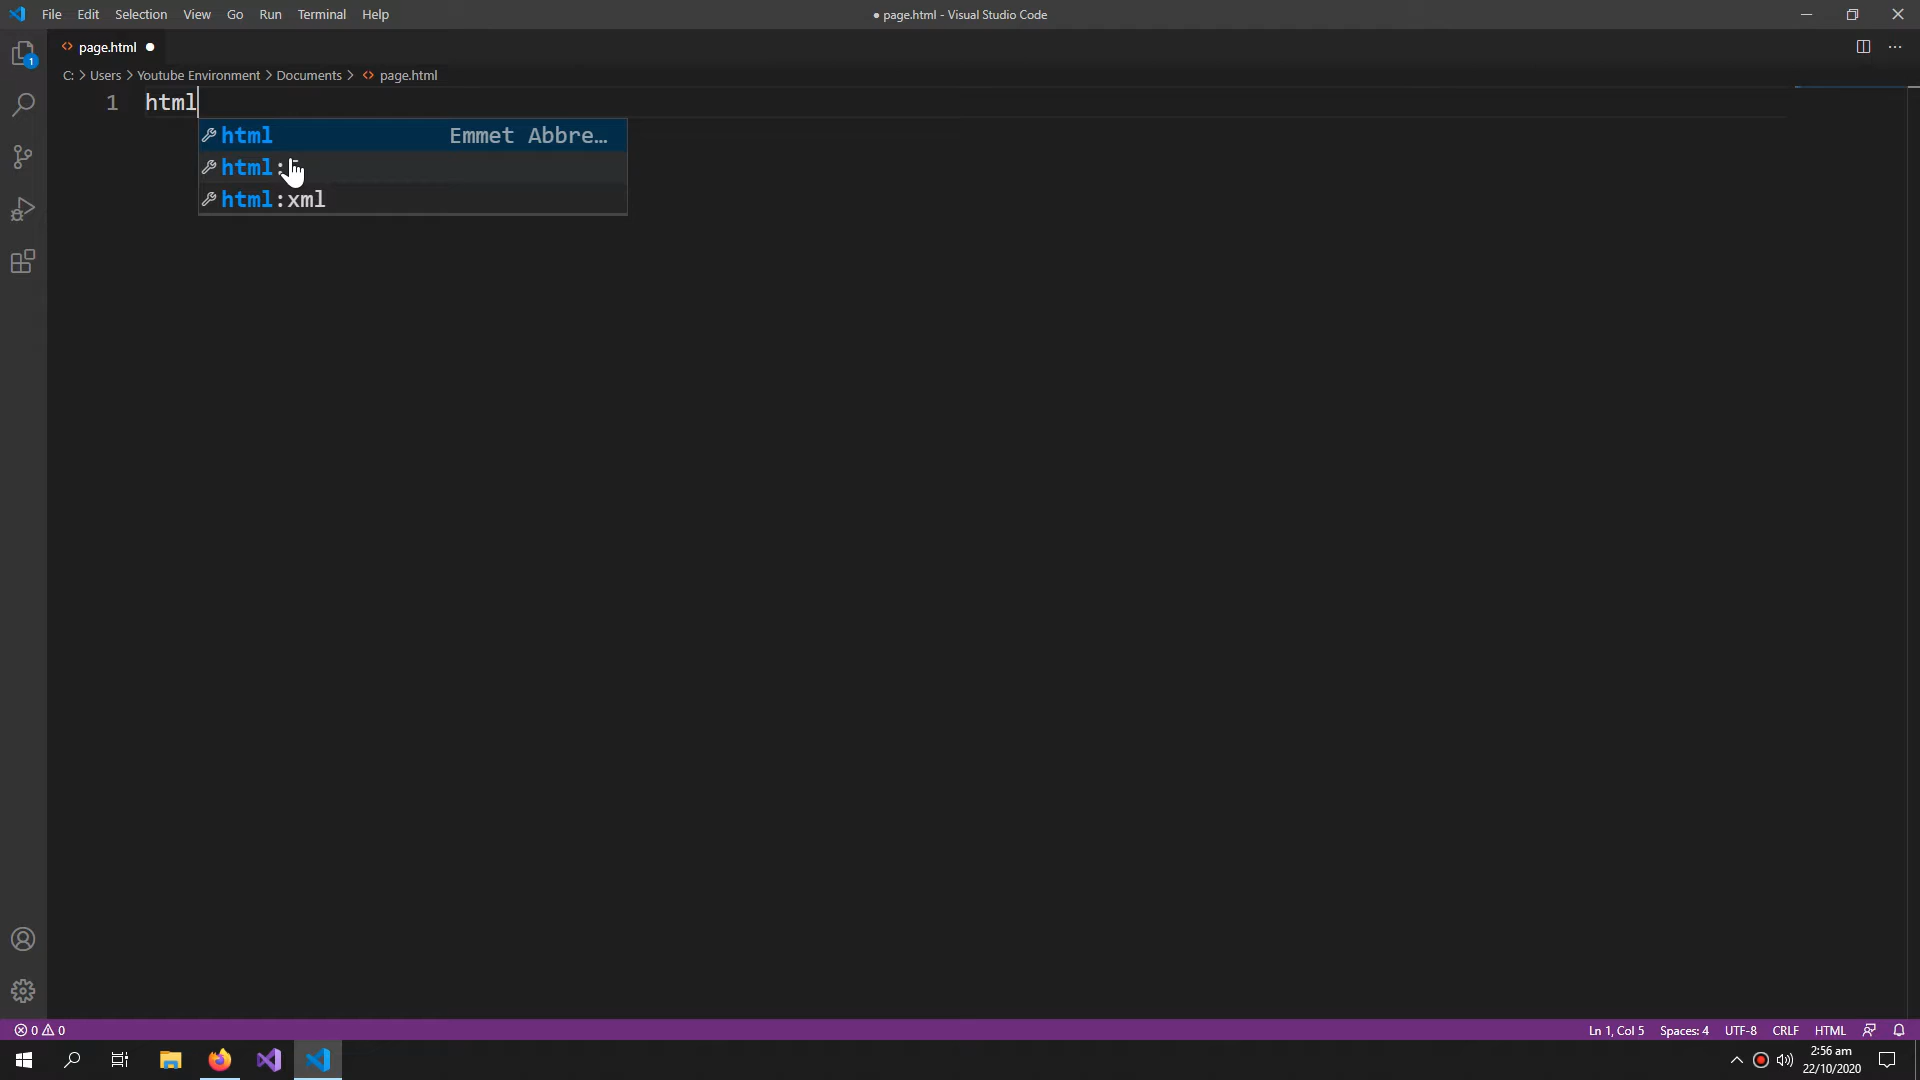 File Edit Selection View Go Run Terminal Help
● page.html - Visual Studio Code
page.html
C: > Users > Youtube Environment > Documents > page.html
1
1 html
html Emmet Abbre...
html:
html:xml
0 0
Ln 1, Col 5 Spaces: 4 UTF-8 CRLF HTML
2:56 am
22/10/2020